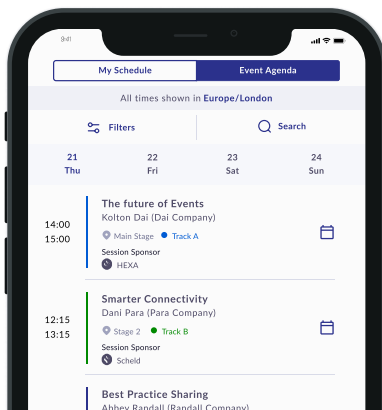 9:41
My Schedule Event Agenda
All times shown in Europe/London
Filters Search
21 22 23 24
Thu Fri Sat Sun
The future of Events
Kolton Dai (Dai Company)
14:00
15:00
Main Stage Track A
Session Sponsor
HEXA
Smarter Connectivity
Dani Para (Para Company)
12:15
13:15
Stage 2 Track B
Session Sponsor
Scheld
Best Practice Sharing
Abbey Randall (Randall Company)